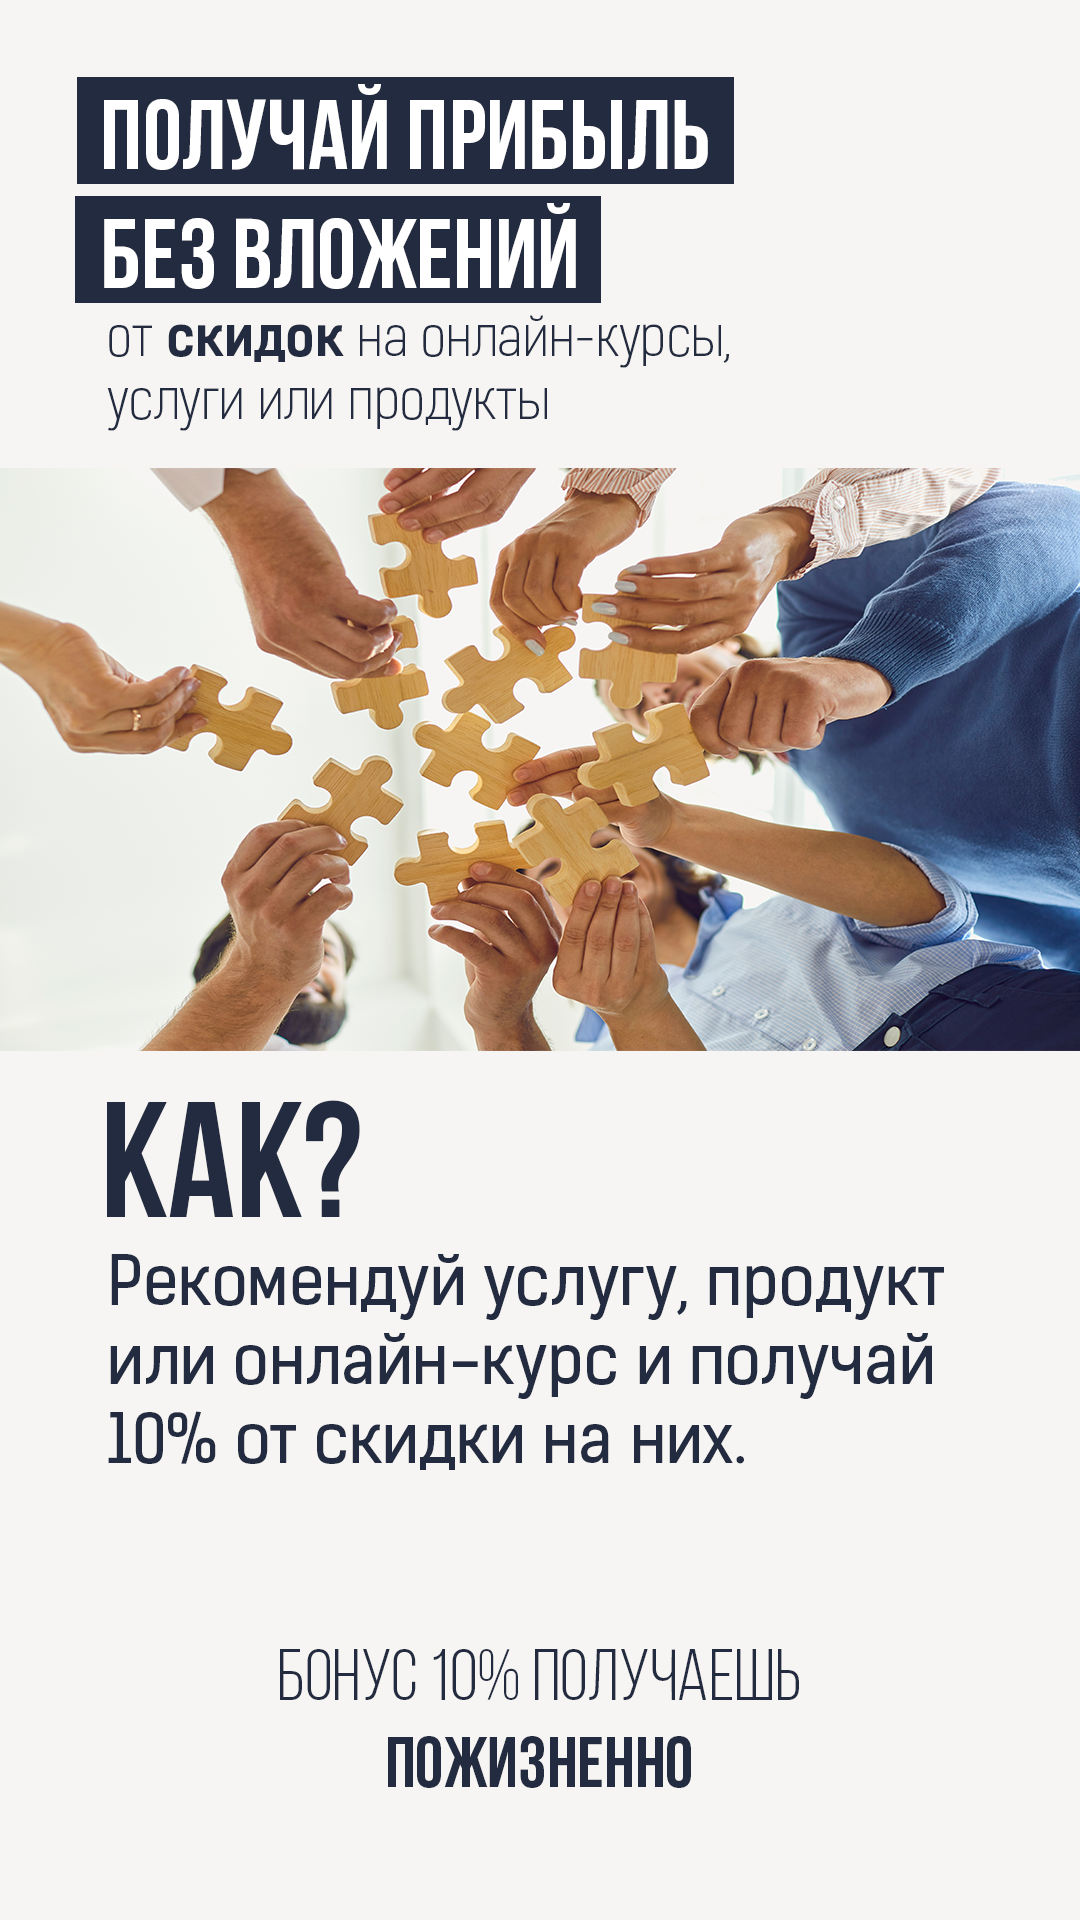 ПОЛУЧАЙ ПРИБЫЛЬ
БЕЗ ВЛОЖЕНИЙ
от скидок на онлайн-курсы,
услуги или продукты
КАК?
Рекомендуй услугу, продукт
или онлайн-курс и получай
10% от скидки на них.
БОНУС 10% ПОЛУЧАЕШЬ
ПОЖИЗНЕННО